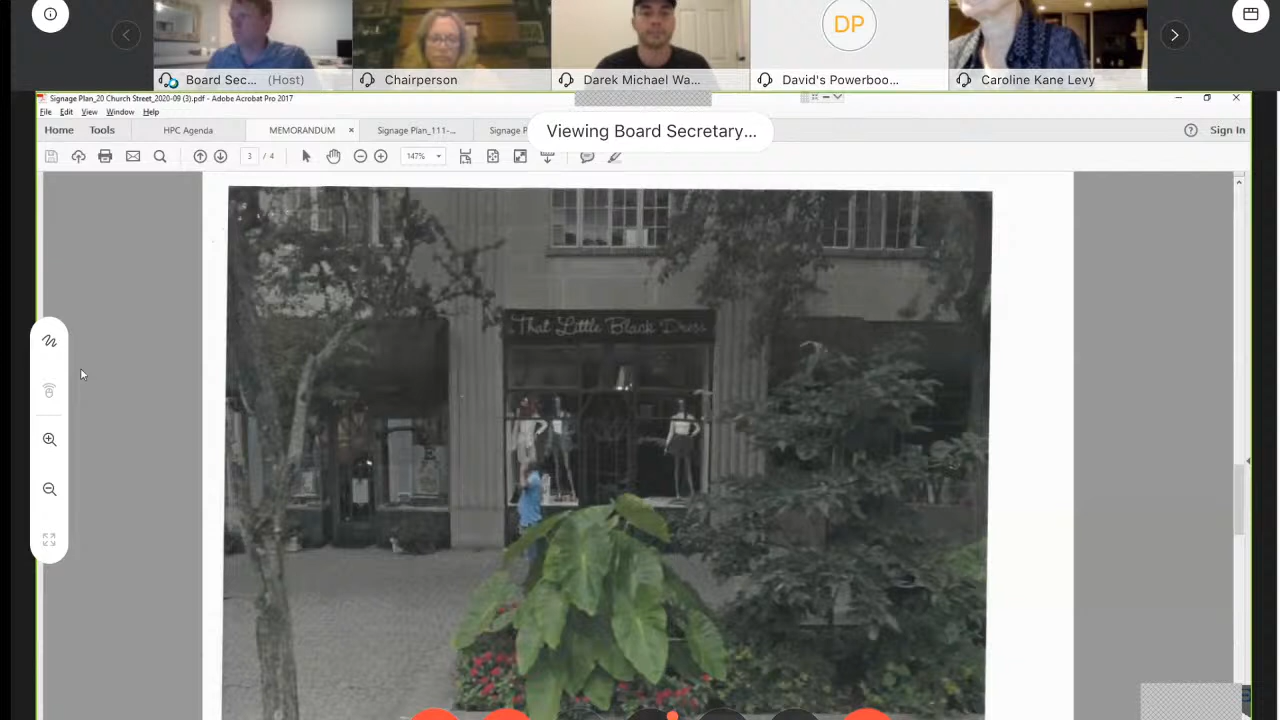 DP
Board Sec... (Host)
Chairperson
Darek Michael Wa...
David's Powerboo...
Caroline Kane Levy
Signage Plan_20 Church Street_2020-09 (3).pdf - Adobe Acrobat Pro 2017
File Edit View Window Help
Home Tools HPC Agenda MEMORANDUM × Signage Plan_111-... Signage P
Viewing Board Secretary...
Sign In
3 / 4 147%
That Little Black Dress